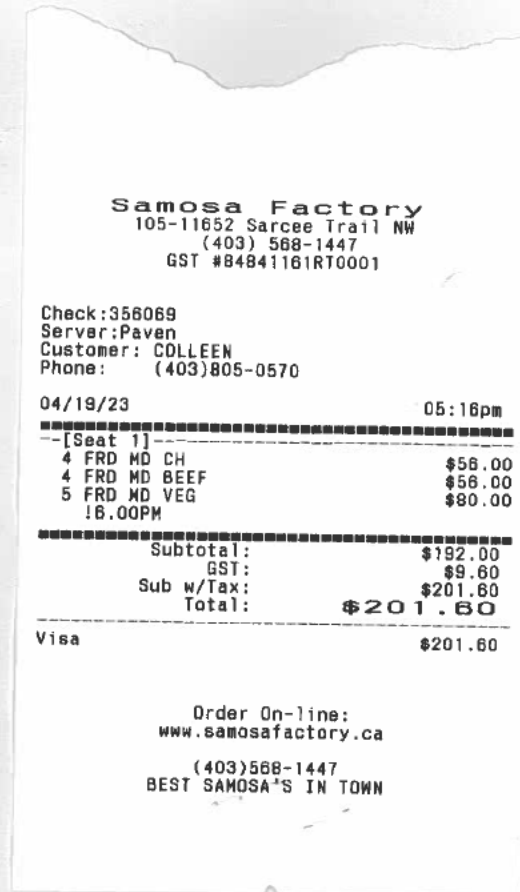 Samosa Factory
105-11652 Sarcee Trail NW
(403) 568-1447
GST #84841161RT0001
Check:356069
Server:Paven
Customer: COLLEEN
Phone: (403)805-0570
04/19/23 05:16pm
--[Seat 1]---
4 FRD MD CH $56.00
4 FRD MD BEEF $56.00
5 FRD MD VEG $80.00
!6.00PM
Subtotal: $192.00
GST: $9.60
Sub w/Tax: $201.60
Total: $201.60
Visa $201.60
Order On-line:
www.samosafactory.ca
(403)568-1447
BEST SAMOSA'S IN TOWN